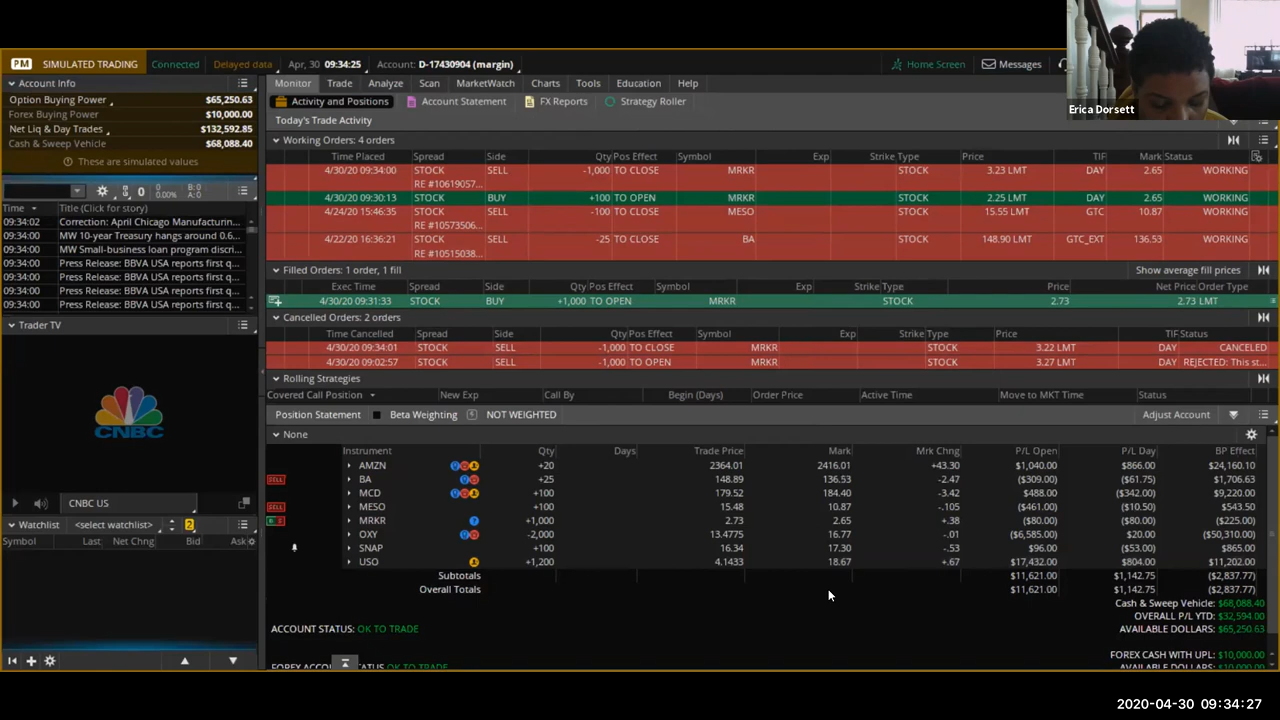 PM SIMULATED TRADING Connected Delayed data Apr, 30 09:34:25 Account: D-17430904 (margin) Home Screen Messages
Account Info
Option Buying Power $65,250.63
Forex Buying Power $10,000.00
Net Liq & Day Trades $132,592.85
Cash & Sweep Vehicle $68,088.40
These are simulated values
0 0 0.00% B: 0 A: 0
Time Title (Click for story)
09:34:02 Correction: April Chicago Manufacturinn...
09:34:00 MW 10-year Treasury hangs around 0.6...
09:34:00 MW Small-business loan program discri...
09:34:00 Press Release: BBVA USA reports first q...
09:34:00 Press Release: BBVA USA reports first q...
09:34:00 Press Release: BBVA USA reports first q...
09:34:00 Press Release: BBVA USA reports first q...
Trader TV
CNBC
CNBC US
Watchlist <select watchlist> 2
Symbol Last Net Chng Bid Ask
Monitor Trade Analyze Scan MarketWatch Charts Tools Education Help
Activity and Positions Account Statement FX Reports Strategy Roller
Erica Dorsett
Today's Trade Activity
Working Orders: 4 orders
Time Placed Spread Side Qty Pos Effect Symbol Exp Strike Type Price TIF Mark Status
4/30/20 09:34:00 STOCK SELL -1,000 TO CLOSE MRKR STOCK 3.23 LMT DAY 2.65 WORKING
RE #10619057...
4/30/20 09:30:13 STOCK BUY +100 TO OPEN MRKR STOCK 2.25 LMT DAY 2.65 WORKING
4/24/20 15:46:35 STOCK SELL -100 TO CLOSE MESO STOCK 15.55 LMT GTC 10.87 WORKING
RE #10573506...
4/22/20 16:36:21 STOCK SELL -25 TO CLOSE BA STOCK 148.90 LMT GTC_EXT 136.53 WORKING
RE #10515038...
Filled Orders: 1 order, 1 fill Show average fill prices
Exec Time Spread Side Qty Pos Effect Symbol Exp Strike Type Price Net Price Order Type
4/30/20 09:31:33 STOCK BUY +1,000 TO OPEN MRKR STOCK 2.73 2.73 LMT
Cancelled Orders: 2 orders
Time Cancelled Spread Side Qty Pos Effect Symbol Exp Strike Type Price TIF Status
4/30/20 09:34:01 STOCK SELL -1,000 TO CLOSE MRKR STOCK 3.22 LMT DAY CANCELED
4/30/20 09:02:57 STOCK SELL -1,000 TO OPEN MRKR STOCK 3.27 LMT DAY REJECTED: This st...
Rolling Strategies
Covered Call Position New Exp Call By Begin (Days) Order Price Active Time Move to MKT Time Status
Position Statement Beta Weighting NOT WEIGHTED Adjust Account
None
Instrument Qty Days Trade Price Mark Mrk Chng P/L Open P/L Day BP Effect
AMZN +20 2364.01 2416.01 +43.30 $1,040.00 $866.00 $24,160.10
SELL BA +25 148.89 136.53 -2.47 ($309.00) ($61.75) $1,706.63
MCD +100 179.52 184.40 -3.42 $488.00 ($342.00) $9,220.00
SELL MESO +100 15.48 10.87 -.105 ($461.00) ($10.50) $543.50
MRKR +1,000 2.73 2.65 +.38 ($80.00) ($80.00) ($225.00)
OXY -2,000 13.4775 16.77 -.01 ($6,585.00) $20.00 ($50,310.00)
SNAP +100 16.34 17.30 -.53 $96.00 ($53.00) $865.00
USO +1,200 4.1433 18.67 +.67 $17,432.00 $804.00 $11,202.00
Subtotals $11,621.00 $1,142.75 ($2,837.77)
Overall Totals $11,621.00 $1,142.75 ($2,837.77)
Cash & Sweep Vehicle: $68,088.40
OVERALL P/L YTD: $32,594.00
ACCOUNT STATUS: OK TO TRADE AVAILABLE DOLLARS: $65,250.63
FOREX CASH WITH UPL: $10,000.00
STATUS OK TO TRADE AVAILABLE DOLLARS: $10,000.00
2020-04-30 09:34:27